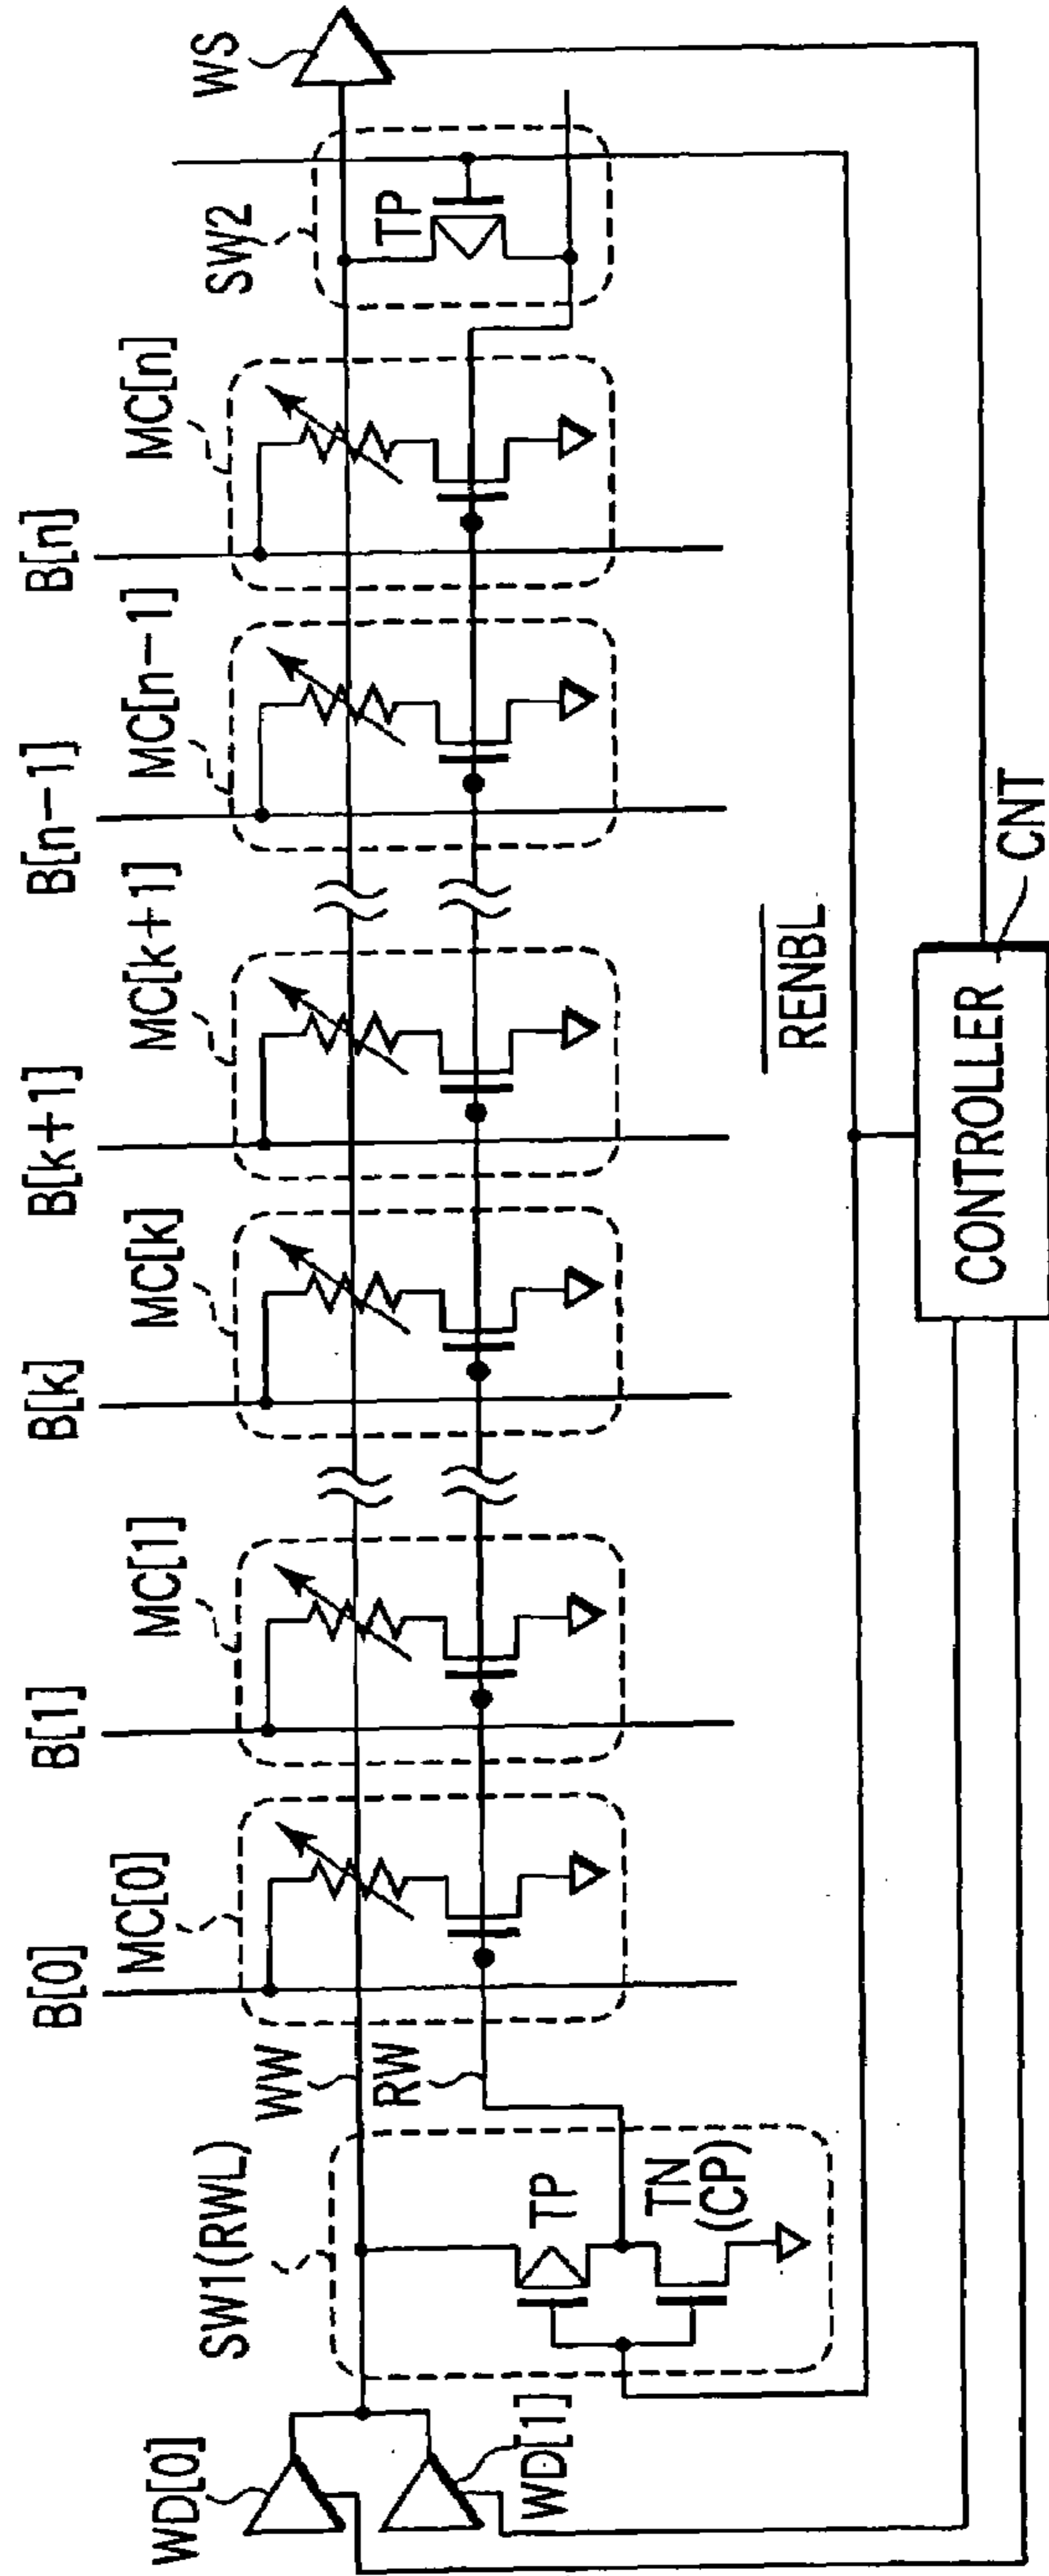 B[0]
B[1]
B[k]
B[k+1]
B[n-1]
B[n]
MC[0]
MC[1]
MC[k]
MC[k+1]
MC[n-1]
MC[n]
SW2
WS
TP
WW
RW
SW1(RWL)
WD[0]
WD[1]
TP
TN
(CP)
RENBL
CONTROLLER
CNT